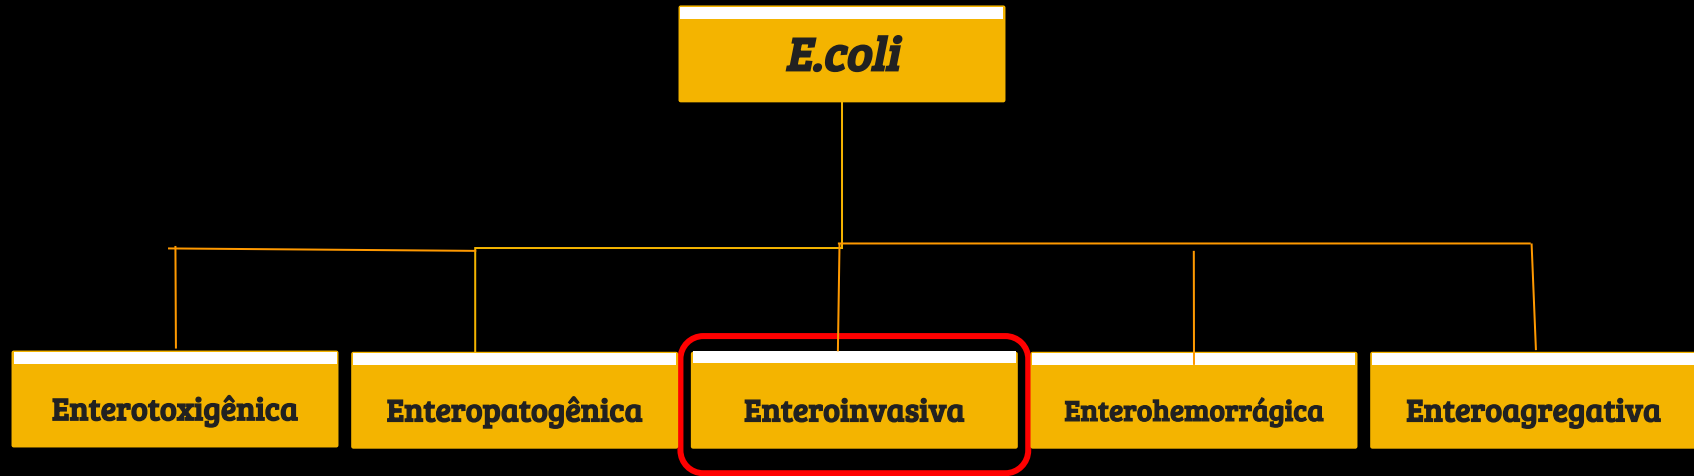 E.coli
Enterotoxigênica
Enteropatogênica
Enteroinvasiva
Enterohemorrágica
Enteroagregativa